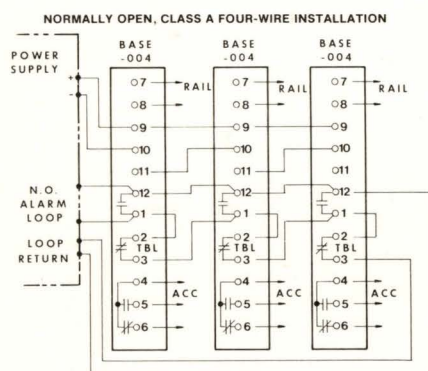 NORMALLY OPEN, CLASS A FOUR-WIRE INSTALLATION
POWER SUPPLY
+
-
N.O. ALARM LOOP
LOOP RETURN
BASE -004
7 RAIL
8
9
10
11
12
1
2
TBL
3
4
5 ACC
6
BASE -004
7 RAIL
8
9
10
11
12
1
2
TBL
3
4
5 ACC
6
BASE -004
7 RAIL
8
9
10
11
12
1
2
TBL
3
4
5 ACC
6